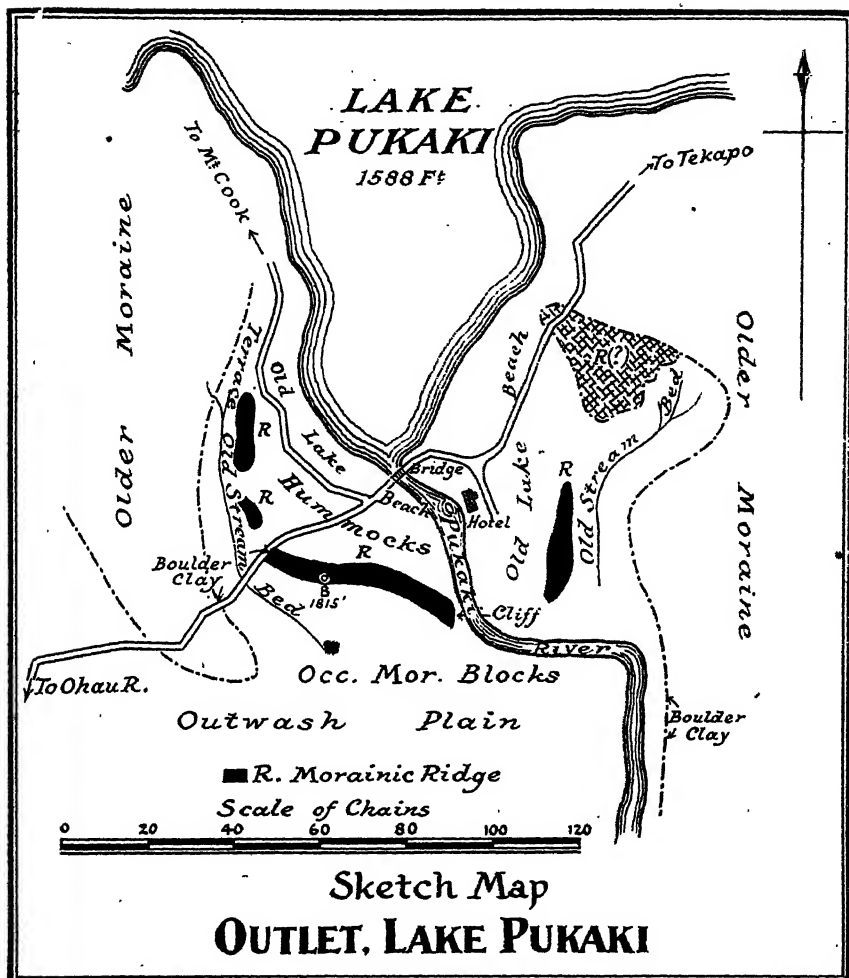 LAKE
PUKAKI
1588 Ft
To Mt Cook
To Tekapo
Older Moraine
Older Moraine
Terrace
Old Lake Beach
Old Lake Beach
R(?)
R
R
R
R
Old Stream Bed
Old Stream Bed
Hummocks
Bridge
Hotel
Pukaki River
Boulder
Clay
B
1815'
Cliff
To Ohau R.
Occ. Mor. Blocks
Outwash Plain
Boulder
Clay
R. Morainic Ridge
Scale of Chains
0 20 40 60 80 100 120
Sketch Map
OUTLET, LAKE PUKAKI